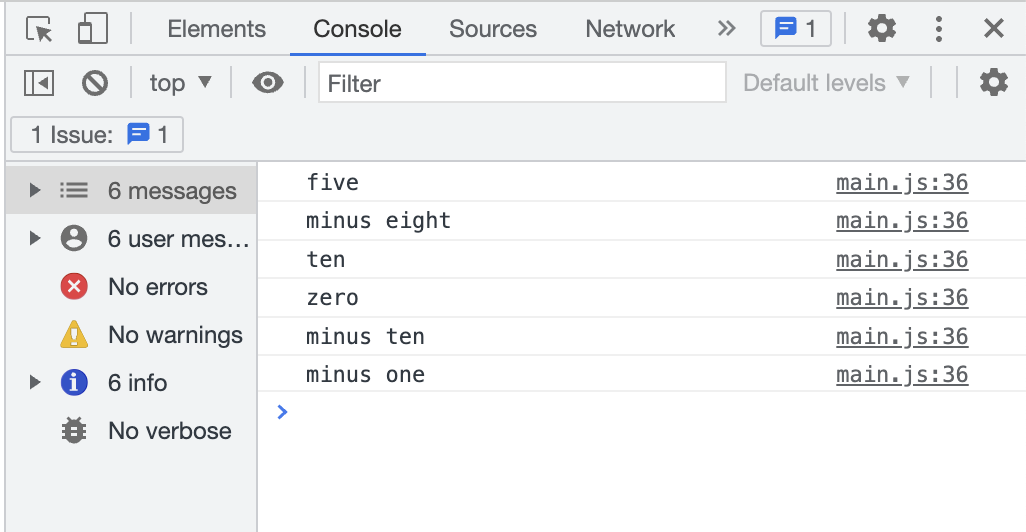 Elements Console Sources Network 1
top Filter Default levels
1 Issue: 1
6 messages
6 user mes...
No errors
No warnings
6 info
No verbose
five main.js:36
minus eight main.js:36
ten main.js:36
zero main.js:36
minus ten main.js:36
minus one main.js:36